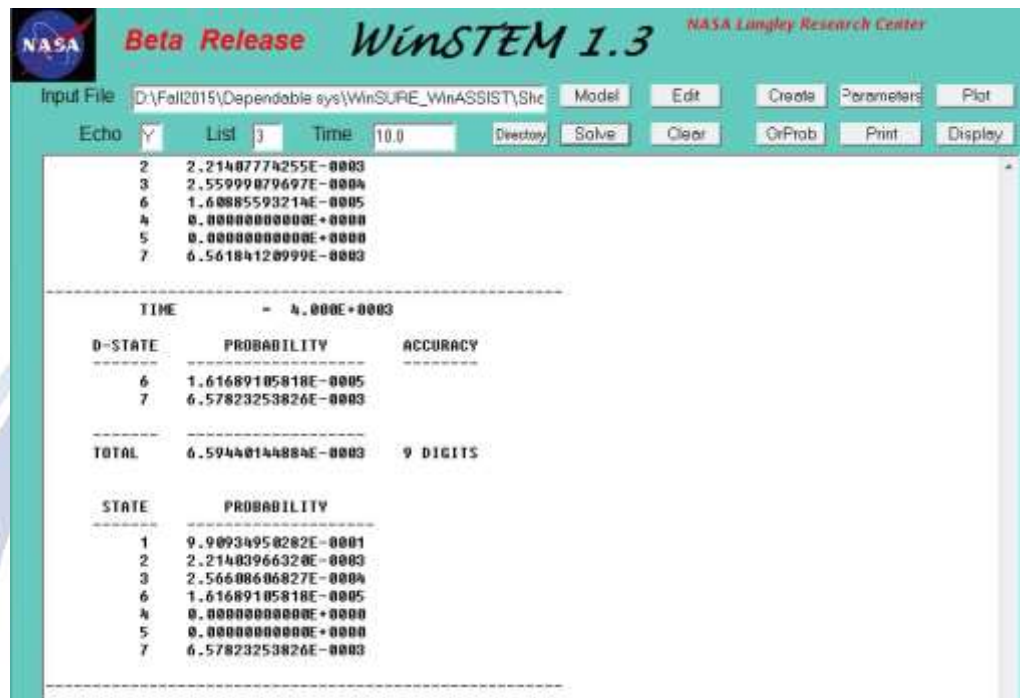 NASA Beta Release WinSTEM 1.3 NASA Langley Research Center
Input File D:\Fall2015\Dependable sys\WinSURE_WinASSIST\She Model Edit Create Parameters Plot
Echo Y List 3 Time 10.0 Directory Solve Clear GrProb Print Display
2 2.21407774255E-0003
3 2.55999079697E-0004
6 1.60885593214E-0005
4 0.00000000000E+0000
5 0.00000000000E+0000
7 6.56184120999E-0003
TIME = 4.000E+0003
D-STATE PROBABILITY ACCURACY
------- ------------------- --------
6 1.61689105818E-0005
7 6.57823253826E-0003
------- -------------------
TOTAL 6.59440144884E-0003 9 DIGITS
STATE PROBABILITY
------- --------------------
1 9.90934950282E-0001
2 2.21403966320E-0003
3 2.56608606827E-0004
6 1.61689105818E-0005
4 0.00000000000E+0000
5 0.00000000000E+0000
7 6.57823253826E-0003